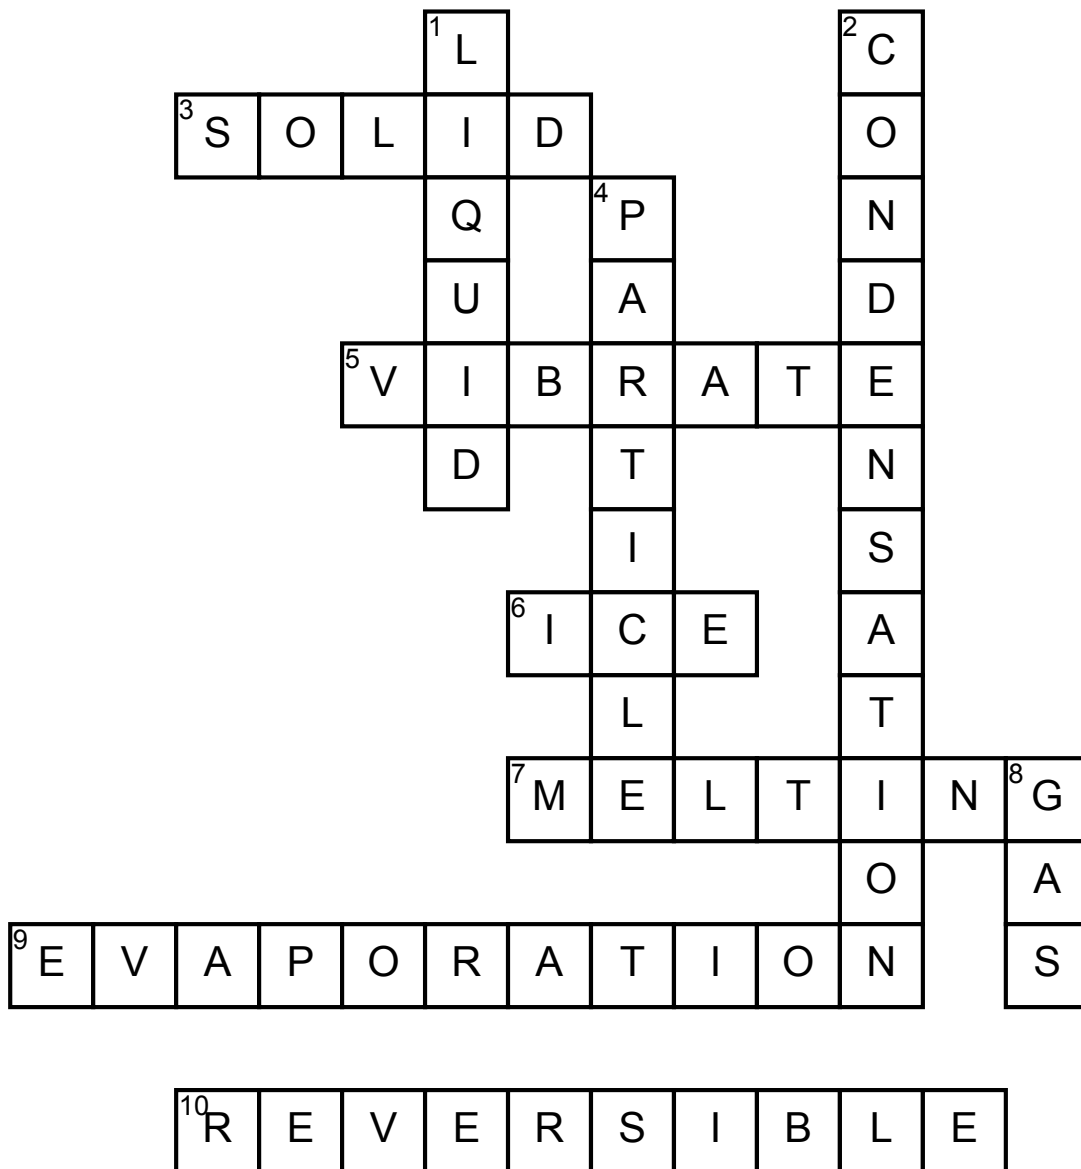 1 L 2 C
3 S O L I D O
Q 4 P N
U A D
5 V I B R A T E
D T N
I S
6 I C E A
L T
7 M E L T I N 8 G
O A
9 E V A P O R A T I O N S
10 R E V E R S I B L E